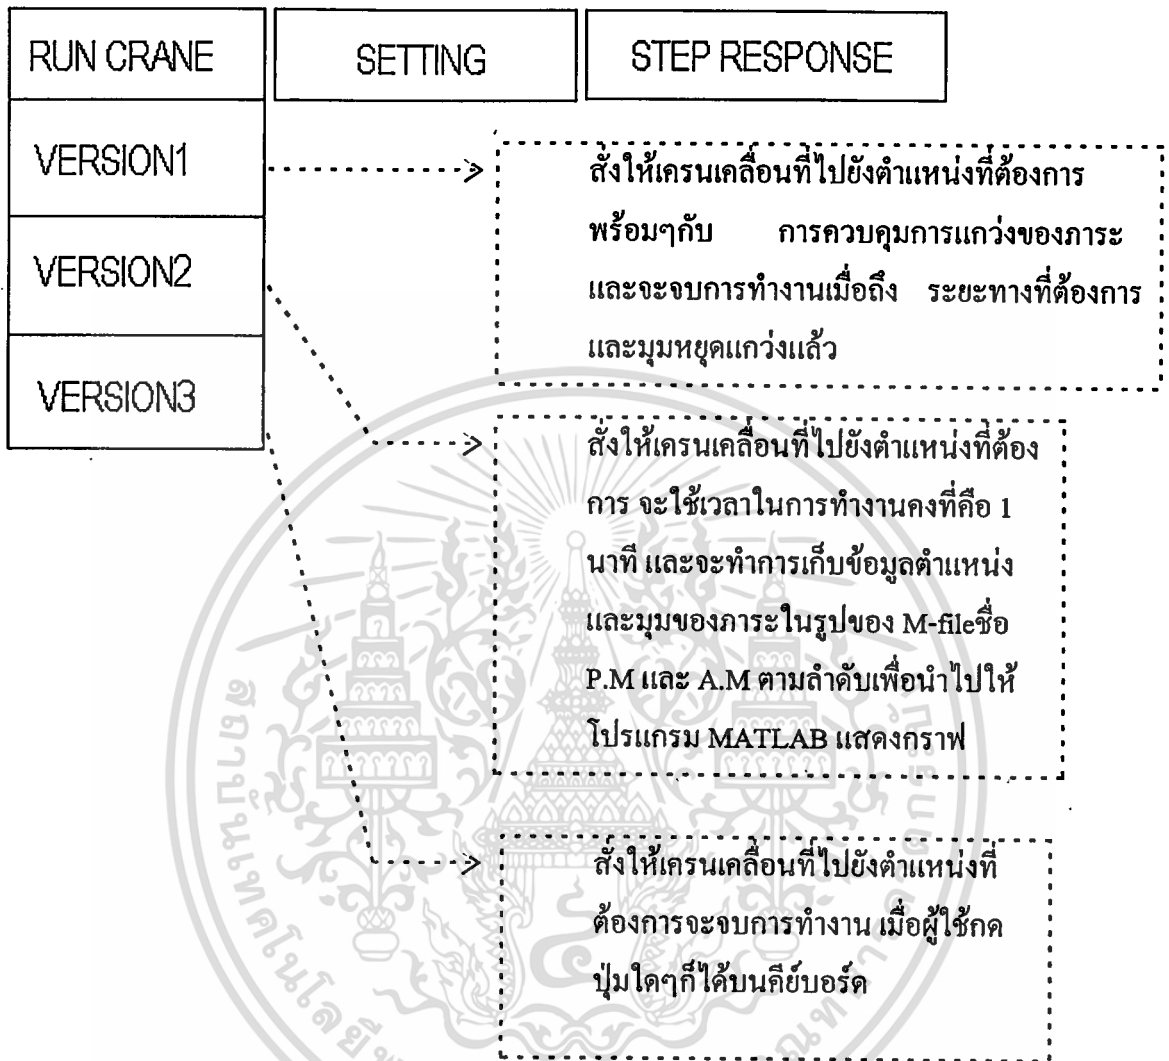 RUN CRANE
SETTING
STEP RESPONSE
VERSION1
VERSION2
VERSION3
สั่งให้เครนเคลื่อนที่ไปยังตำแหน่งที่ต้องการ
พร้อมๆกับ การควบคุมการแกว่งของภาระ
และจะจบการทำงานเมื่อถึง ระยะทางที่ต้องการ
และมุมหยุดแกว่งแล้ว
สั่งให้เครนเคลื่อนที่ไปยังตำแหน่งที่ต้อง
การ จะใช้เวลาในการทำงานคงที่คือ 1
นาที และจะทำการเก็บข้อมูลตำแหน่ง
และมุมของภาระในรูปของ M-fileชื่อ
P.M และ A.M ตามลำดับเพื่อนำไปให้
โปรแกรม MATLAB แสดงกราฟ
สั่งให้เครนเคลื่อนที่ไปยังตำแหน่งที่
ต้องการจะจบการทำงาน เมื่อผู้ใช้กด
ปุ่มใดๆก็ได้บนคีย์บอร์ด